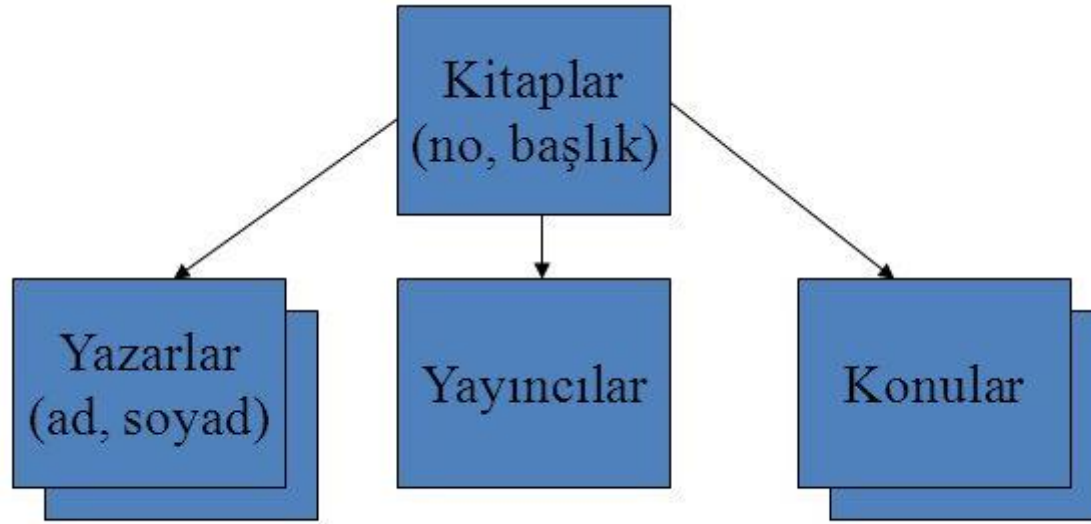 Kitaplar
(no, başlık)
Yazarlar
(ad, soyad)
Yayıncılar
Konular